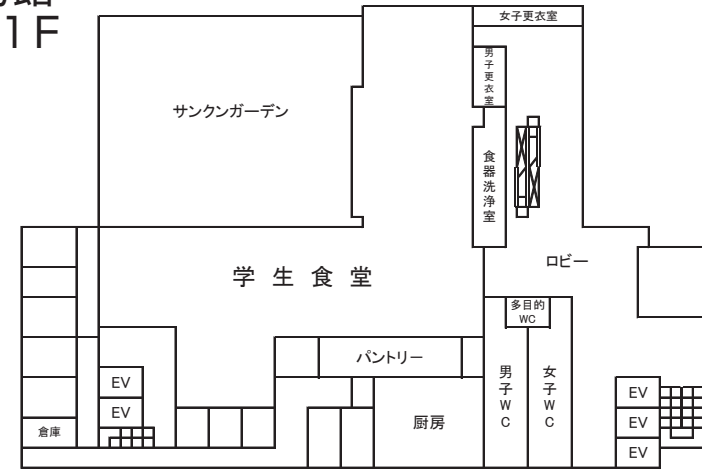 1F
女子更衣室
男子更衣室
サンクンガーデン
食器洗浄室
ロビー
学生食堂
多目的
WC
パントリー
男子WC
女子WC
EV
EV
EV
EV
EV
厨房
倉庫